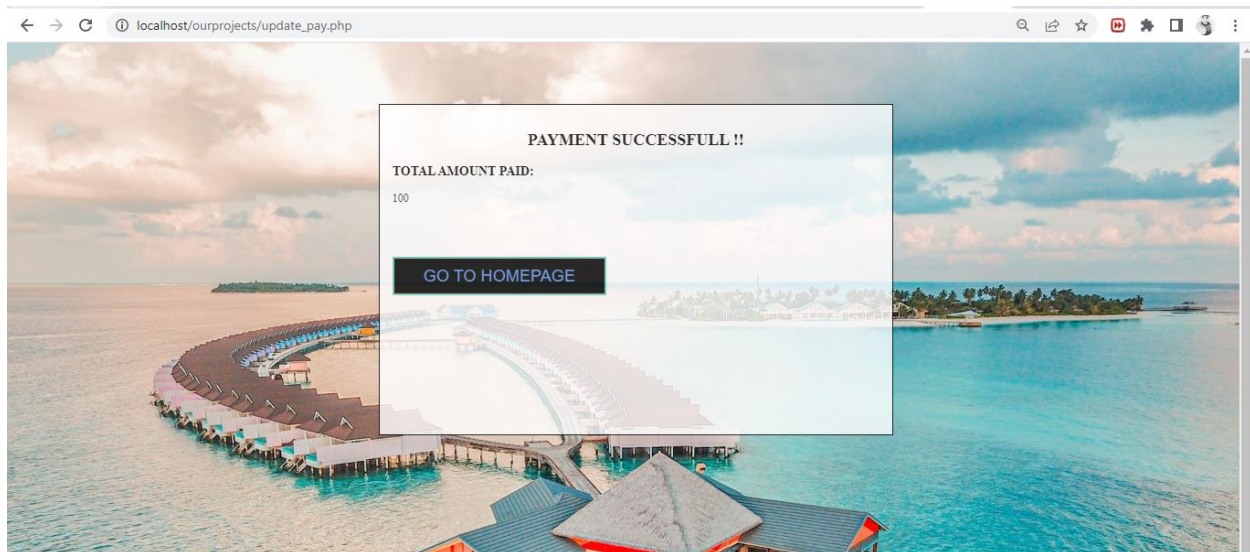 localhost/ourprojects/update_pay.php
PAYMENT SUCCESSFULL !!
TOTAL AMOUNT PAID:
100
GO TO HOMEPAGE